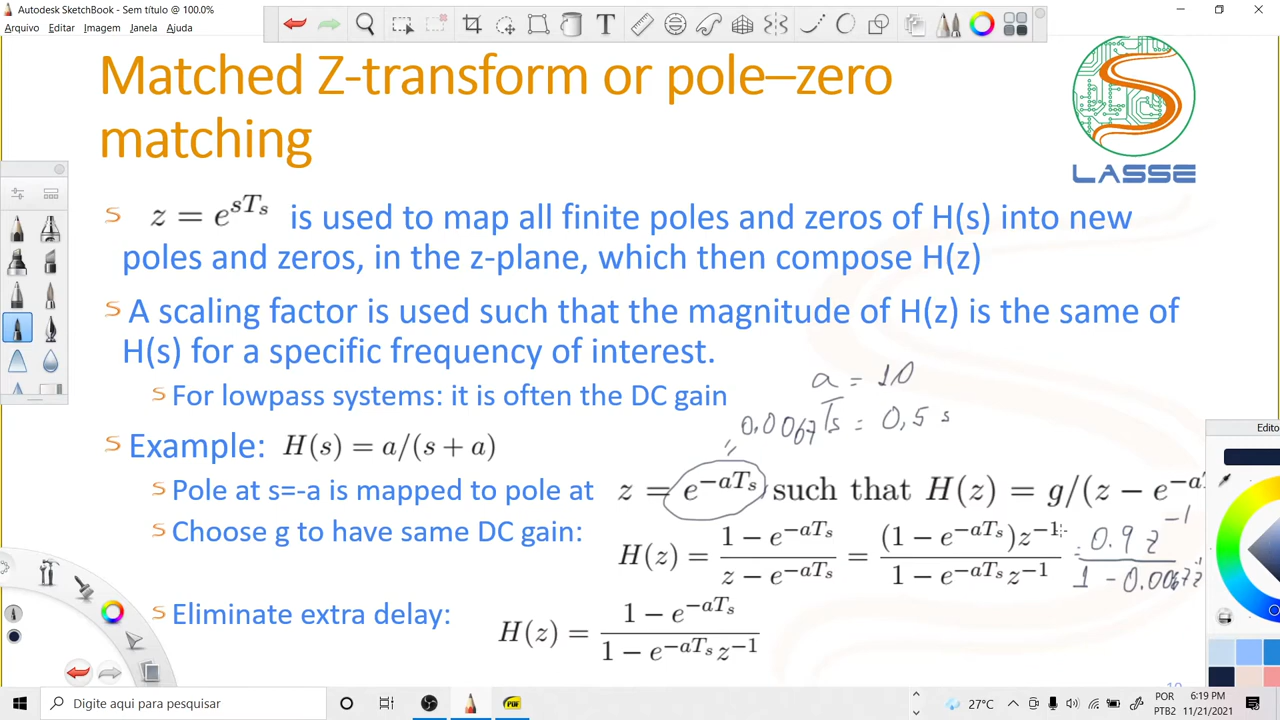 Autodesk SketchBook - Sem título @ 100.0%
Arquivo Editar Imagem Janela Ajuda
Matched Z-transform or pole–zero
matching
LASSE
z = e^{sT_s} is used to map all finite poles and zeros of H(s) into new
poles and zeros, in the z-plane, which then compose H(z)
A scaling factor is used such that the magnitude of H(z) is the same of
H(s) for a specific frequency of interest.
a = 10
For lowpass systems: it is often the DC gain
0.0067 Ts = 0,5 s
Example: H(s) = a/(s + a)
Pole at s=-a is mapped to pole at z = e^{-aT_s} such that H(z) = g/(z − e^{-a
Choose g to have same DC gain:
H(z) = (1 − e^{-aT_s})/(z − e^{-aT_s}) = ((1 − e^{-aT_s})z^{-1})/(1 − e^{-aT_s}z^{-1}) = (0.9 z^{-1})/(1 - 0.0067 z^{-1})
Eliminate extra delay: H(z) = (1 − e^{-aT_s})/(1 − e^{-aT_s}z^{-1})
Edito
Digite aqui para pesquisar
27°C
POR
PTB2
6:19 PM
11/21/2021